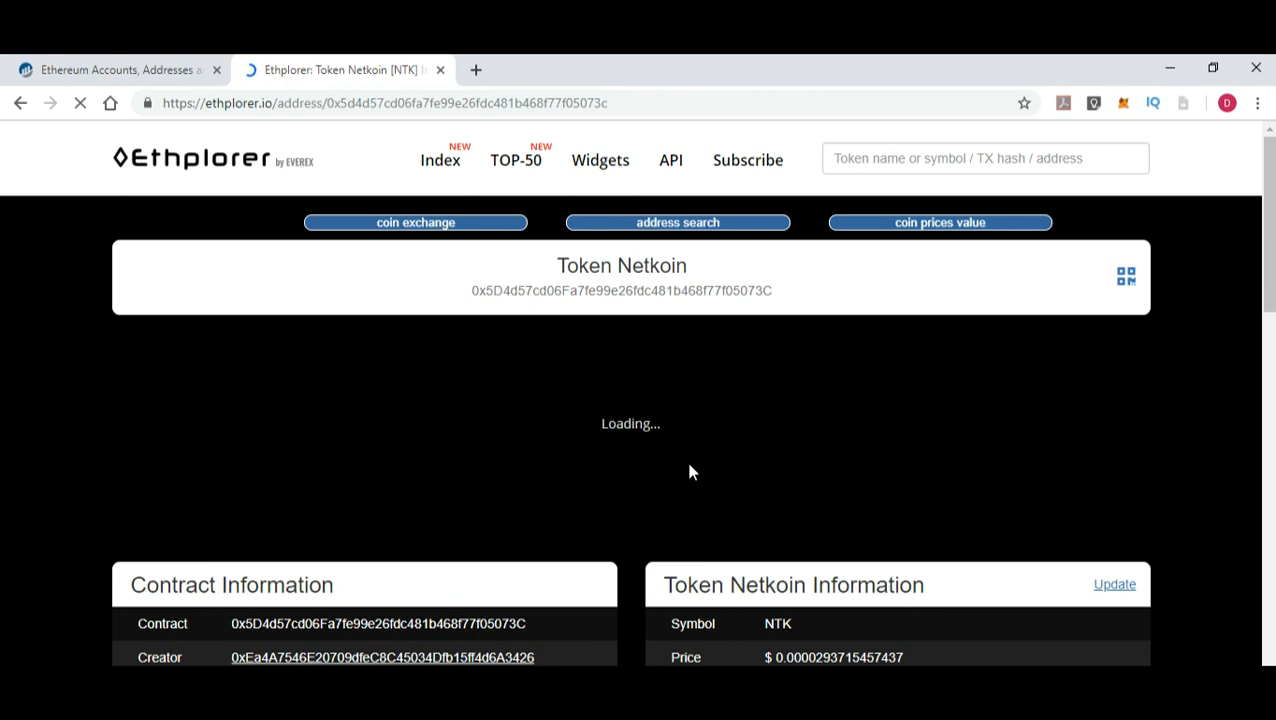 Ethereum Accounts, Addresses a
Ethplorer: Token Netkoin [NTK] I
https://ethplorer.io/address/0x5d4d57cd06fa7fe99e26fdc481b468f77f05073c
IQ
D
Ethplorer by EVEREX
Index NEW
TOP-50 NEW
Widgets
API
Subscribe
Token name or symbol / TX hash / address
coin exchange
address search
coin prices value
Token Netkoin
0x5D4d57cd06Fa7fe99e26fdc481b468f77f05073C
Loading...
Contract Information
Contract 0x5D4d57cd06Fa7fe99e26fdc481b468f77f05073C
Creator 0xEa4A7546E20709dfeC8C45034Dfb15ff4d6A3426
Token Netkoin Information
Update
Symbol NTK
Price $ 0.0000293715457437